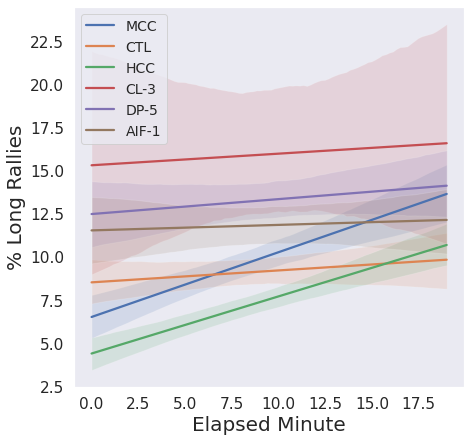 MCC
CTL
HCC
CL-3
DP-5
AIF-1
% Long Rallies
22.5
20.0
17.5
15.0
12.5
10.0
7.5
5.0
2.5
0.0 2.5 5.0 7.5 10.0 12.5 15.0 17.5
Elapsed Minute